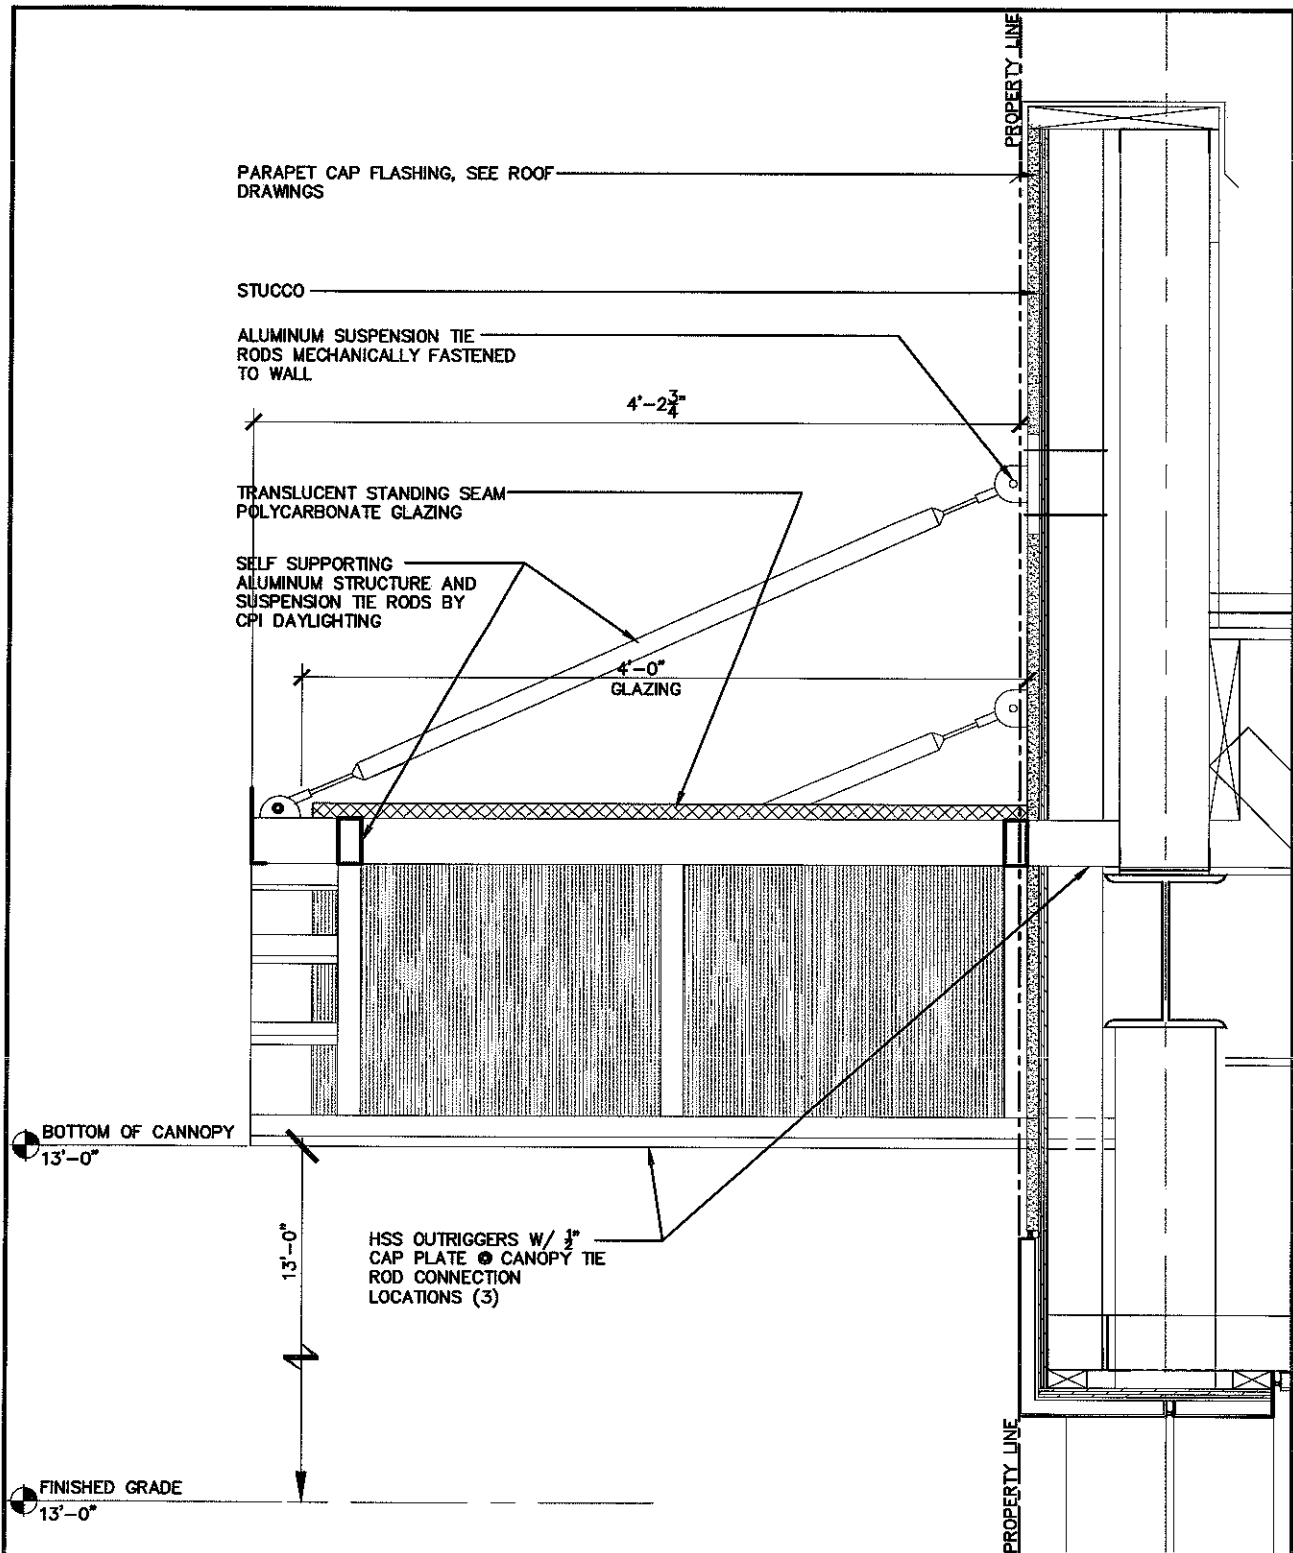 PROPERTY LINE
PARAPET CAP FLASHING, SEE ROOF
DRAWINGS
STUCCO
ALUMINUM SUSPENSION TIE
RODS MECHANICALLY FASTENED
TO WALL
4'-2 3/4"
TRANSLUCENT STANDING SEAM
POLYCARBONATE GLAZING
SELF SUPPORTING
ALUMINUM STRUCTURE AND
SUSPENSION TIE RODS BY
CPI DAYLIGHTING
4'-0"
GLAZING
BOTTOM OF CANNOPY
13'-0"
13'-0"
HSS OUTRIGGERS W/ 1/2"
CAP PLATE @ CANOPY TIE
ROD CONNECTION
LOCATIONS (3)
FINISHED GRADE
13'-0"
PROPERTY LINE